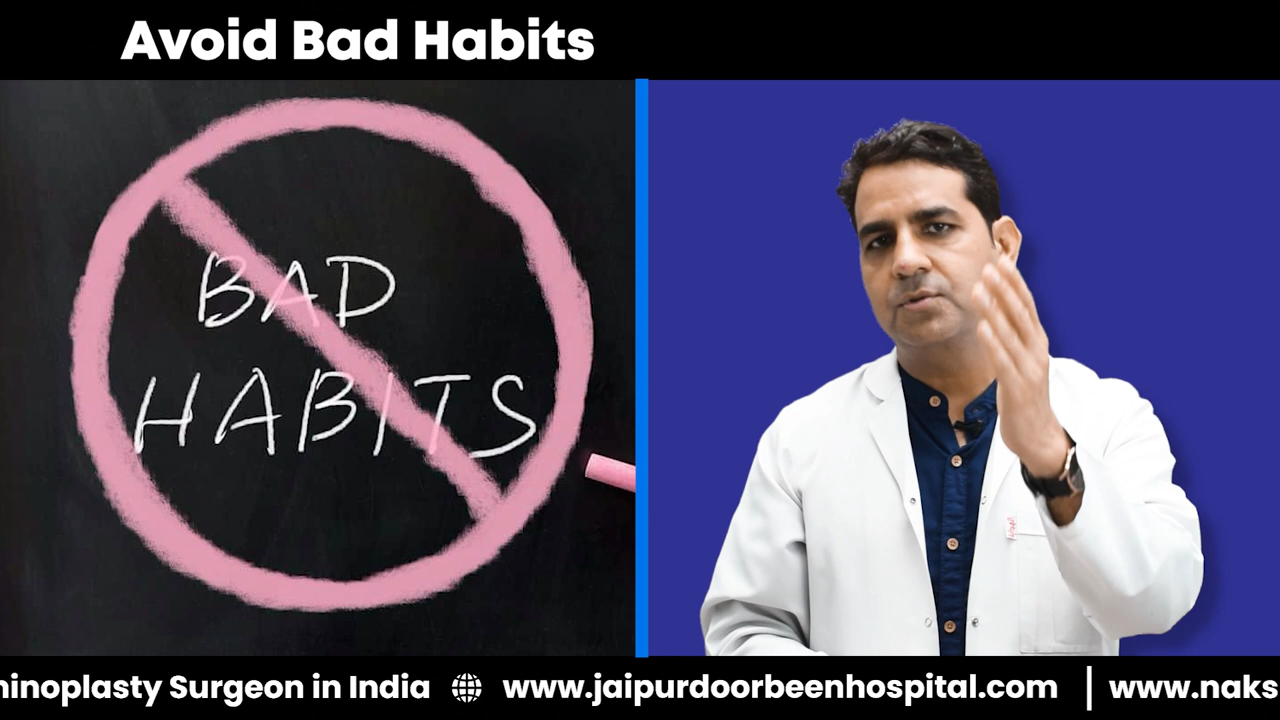 Avoid Bad Habits
BAD
HABITS
hinoplasty Surgeon in India www.jaipurdoorbeenhospital.com | www.naks